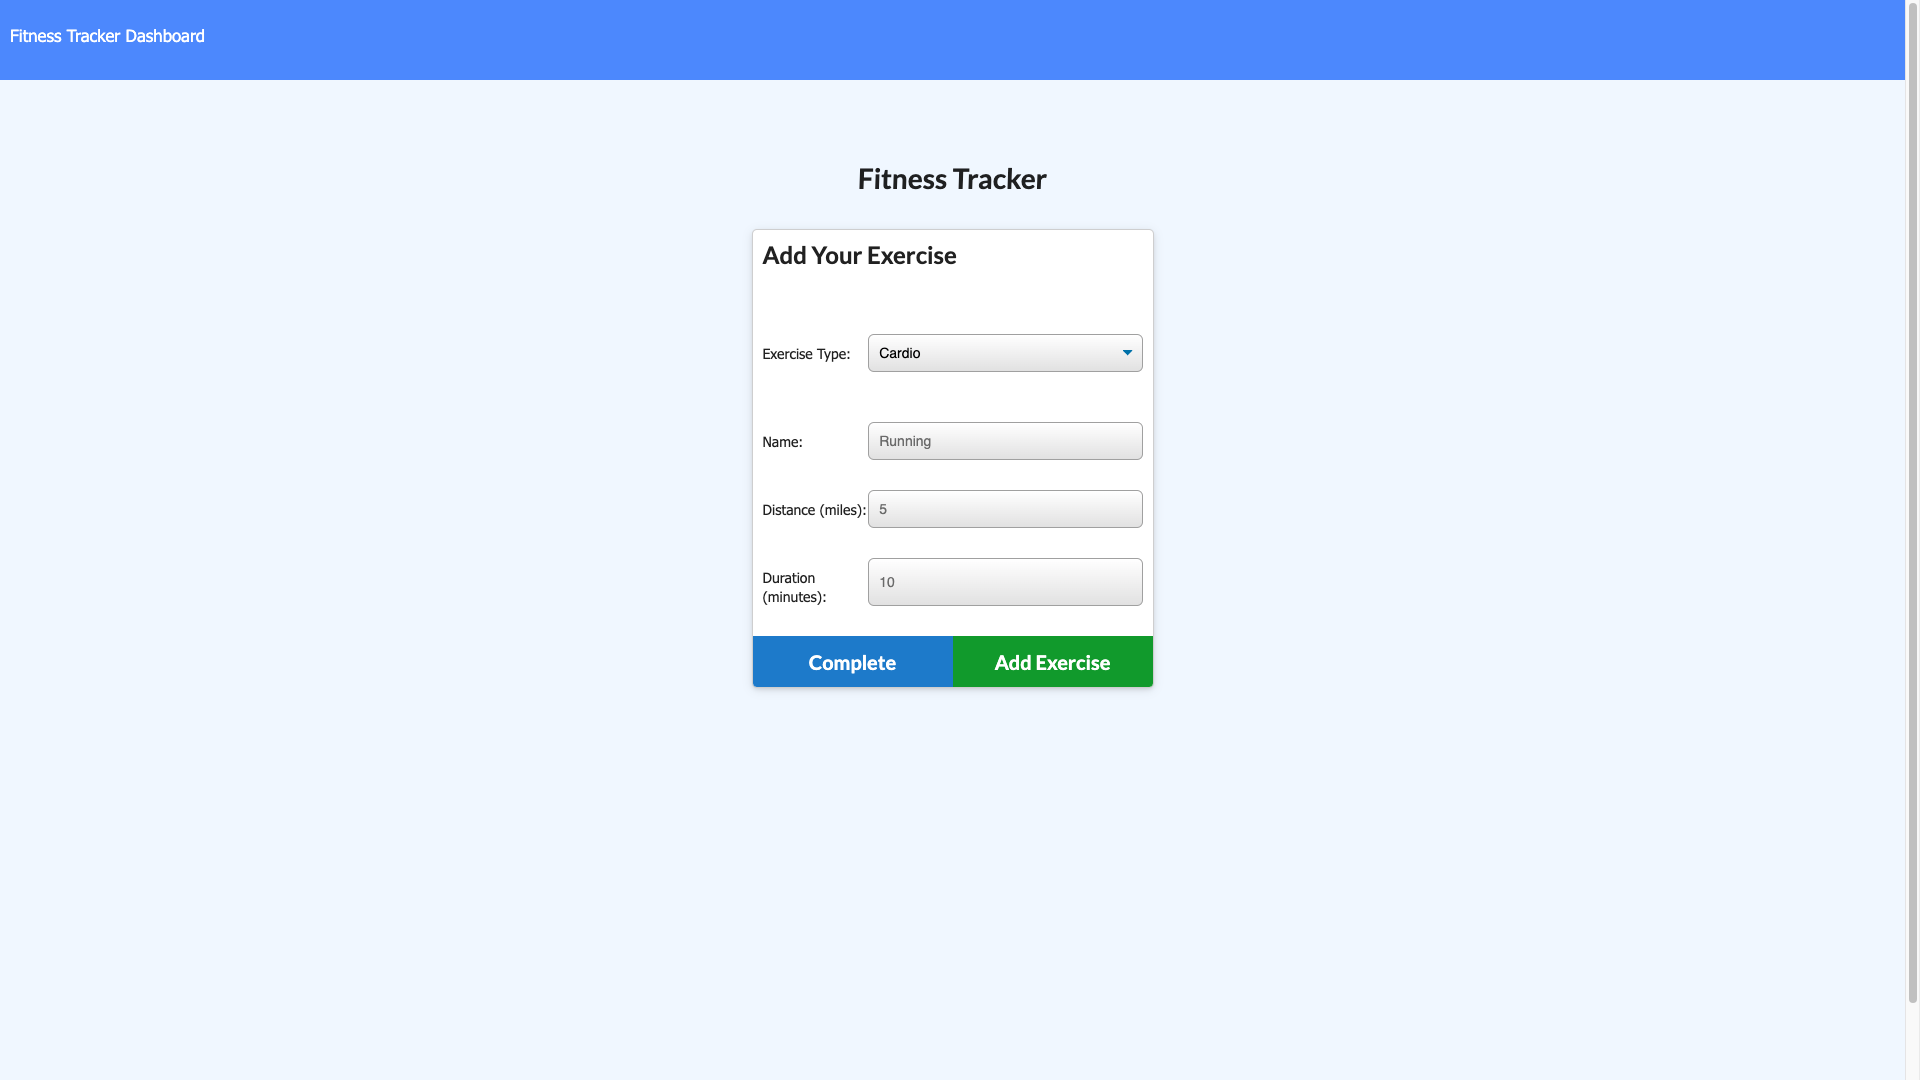 Fitness Tracker Dashboard
Fitness Tracker
Add Your Exercise
Exercise Type: Cardio
Name: Running
Distance (miles): 5
Duration (minutes): 10
Complete Add Exercise